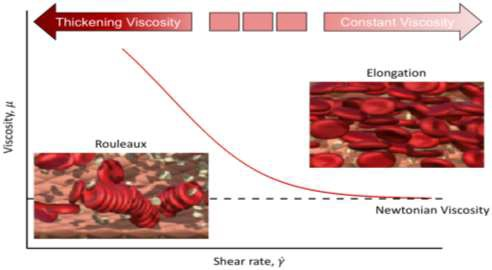 Thickening Viscosity
Constant Viscosity
Elongation
Viscosity, μ
Rouleaux
Newtonian Viscosity
Shear rate, γ̇